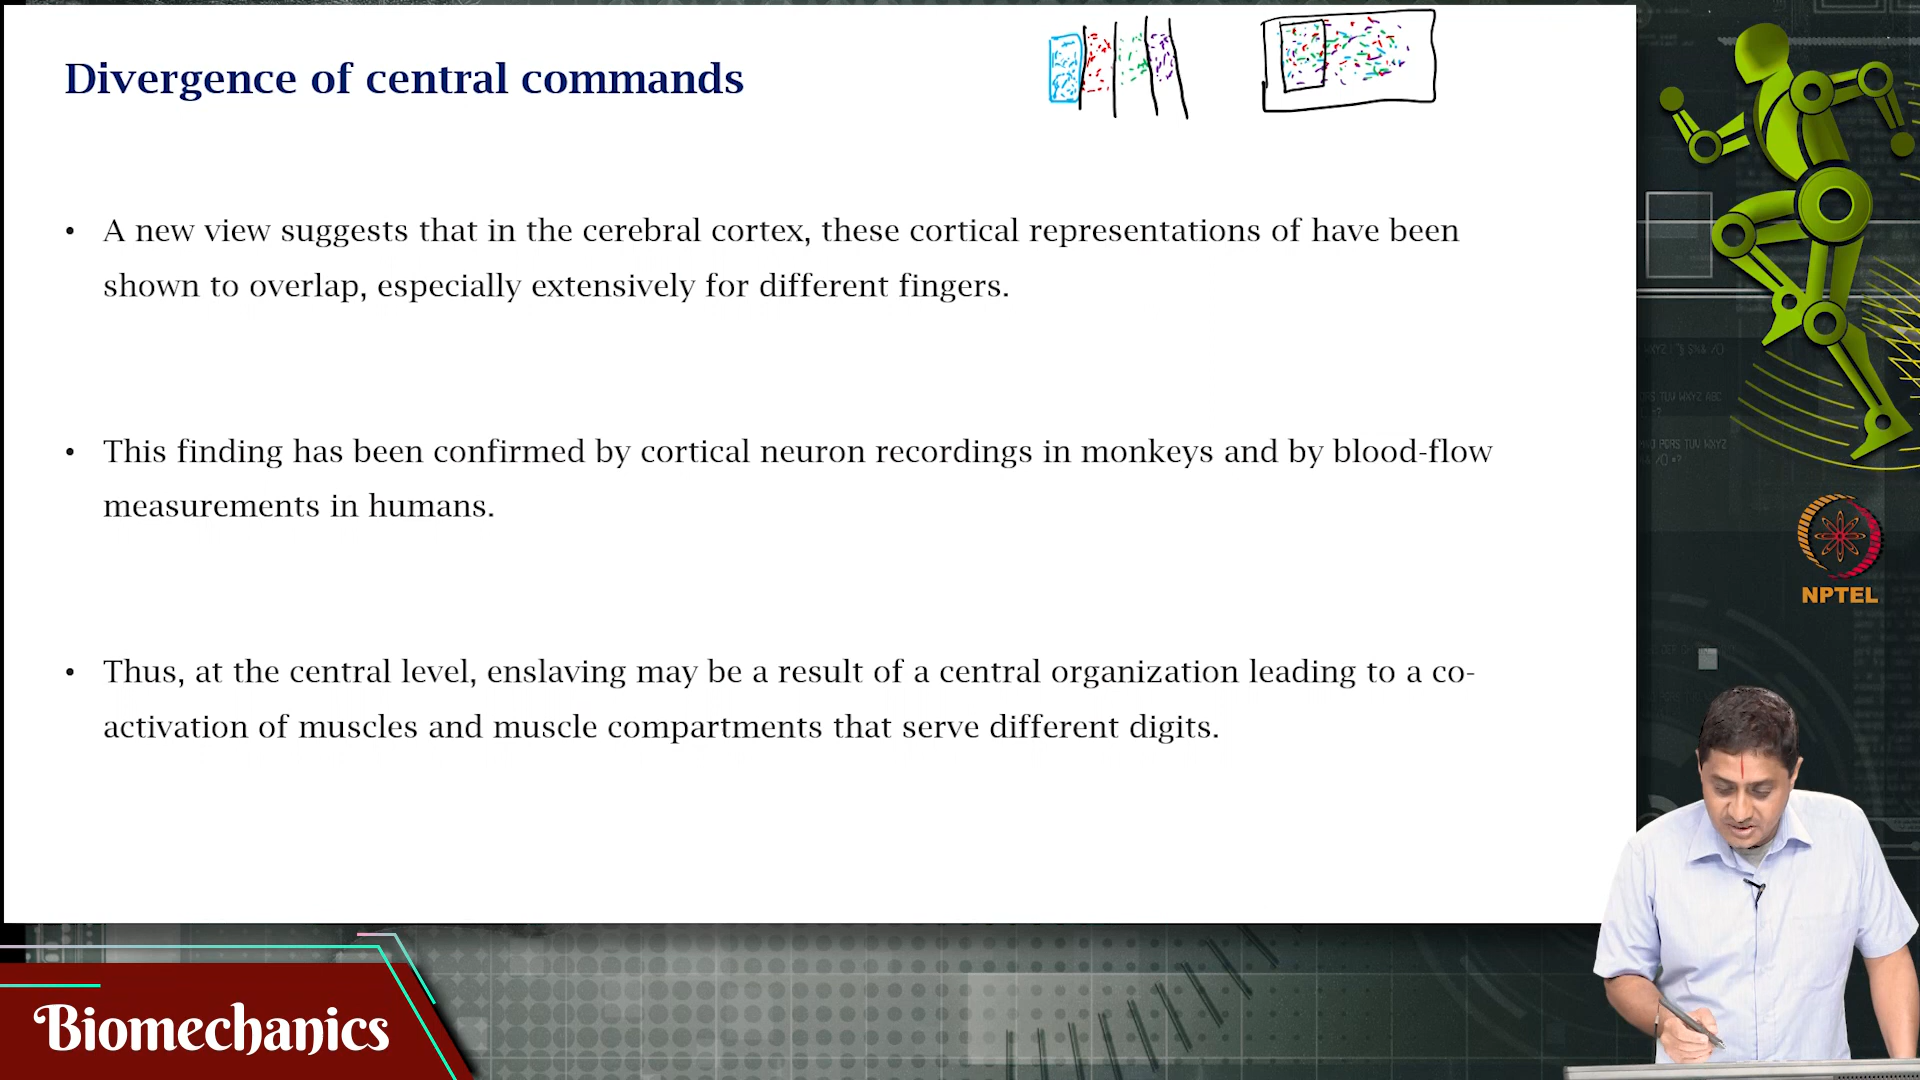 Divergence of central commands
• A new view suggests that in the cerebral cortex, these cortical representations of have been
shown to overlap, especially extensively for different fingers.
• This finding has been confirmed by cortical neuron recordings in monkeys and by blood-flow
measurements in humans.
• Thus, at the central level, enslaving may be a result of a central organization leading to a co-
activation of muscles and muscle compartments that serve different digits.
NPTEL
Biomechanics